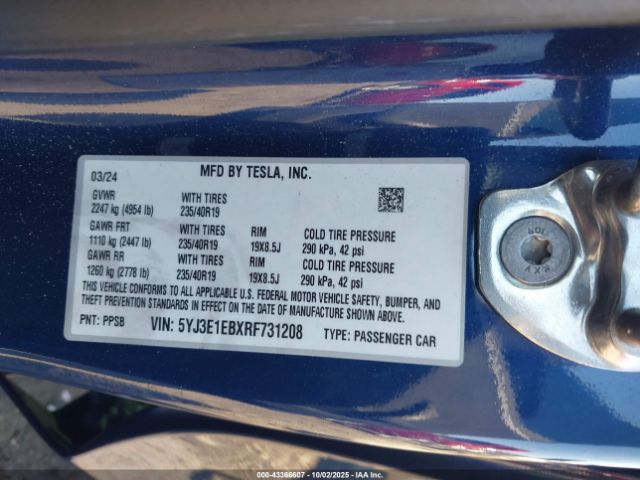 03/24 MFD BY TESLA, INC.
GVWR WITH TIRES
2247 kg (4954 lb) 235/40R19
GAWR FRT WITH TIRES RIM COLD TIRE PRESSURE
1110 kg (2447 lb) 235/40R19 19X8.5J 290 kPa, 42 psi
GAWR RR WITH TIRES RIM COLD TIRE PRESSURE
1260 kg (2778 lb) 235/40R19 19X8.5J 290 kPa, 42 psi
THIS VEHICLE CONFORMS TO ALL APPLICABLE U.S. FEDERAL MOTOR VEHICLE SAFETY, BUMPER, AND
THEFT PREVENTION STANDARDS IN EFFECT ON THE DATE OF MANUFACTURE SHOWN ABOVE.
PNT: PPSB VIN: 5YJ3E1EBXRF731208 TYPE: PASSENGER CAR
000-43366607 - 10/02/2025 - IAAI.com